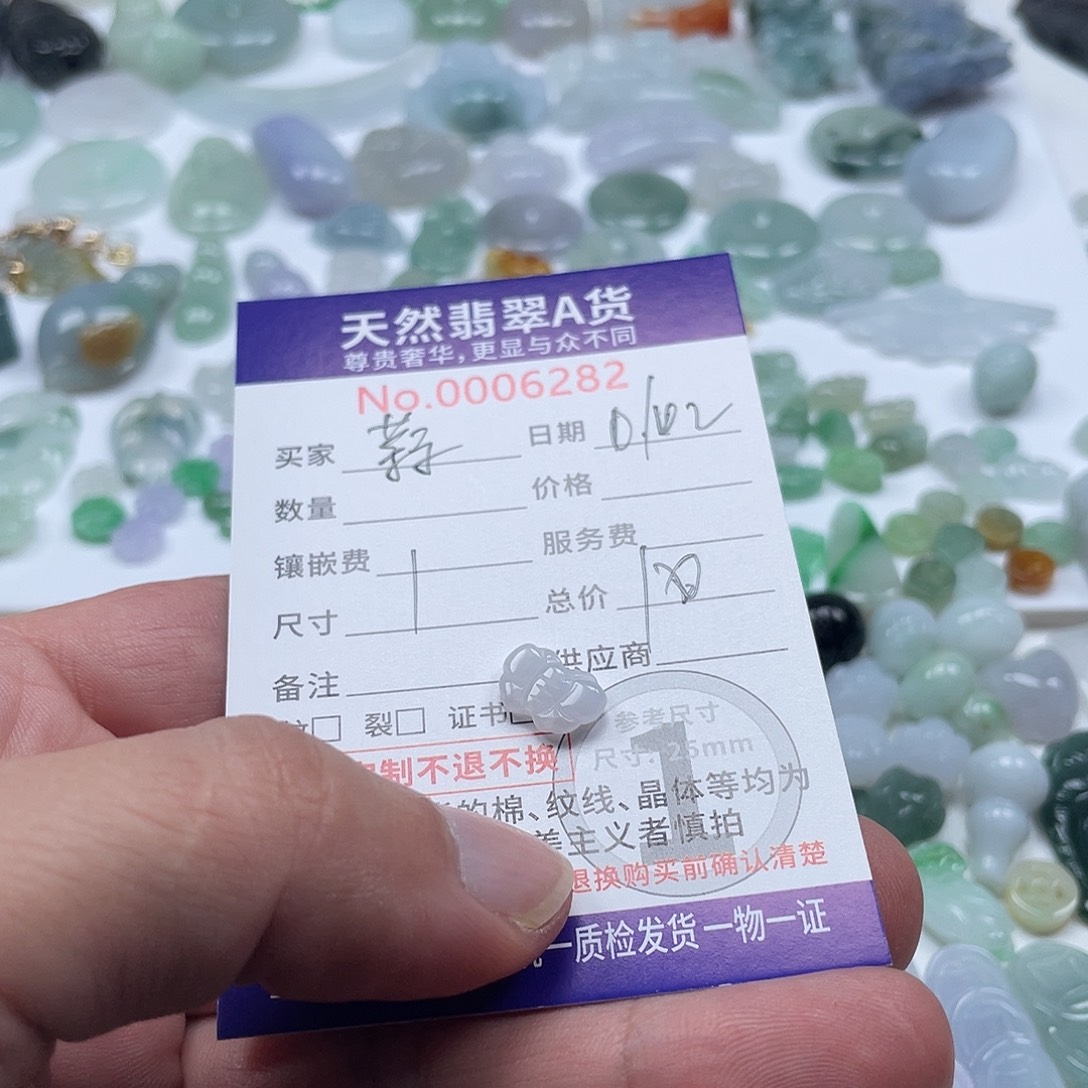 天然翡翠A货
尊贵奢华,更显与众不同
No.0006282
买家 蒜 日期
数量 价格
镶嵌费 服务费
尺寸 总价
备注 供应商
裂□ 证书□ 参考尺寸
制不退不换 尺寸:25mm
的棉、纹线、晶体等均为
美主义者慎拍
退换购买前确认清楚
1
一质检发货一物一证